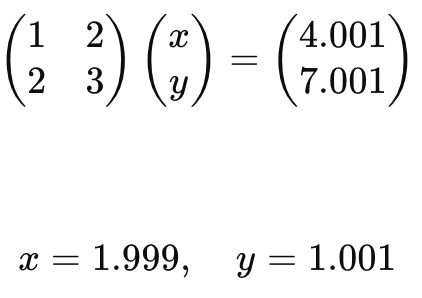 (1 2) (x) = (4.001)
(2 3) (y) (7.001)
x = 1.999, y = 1.001